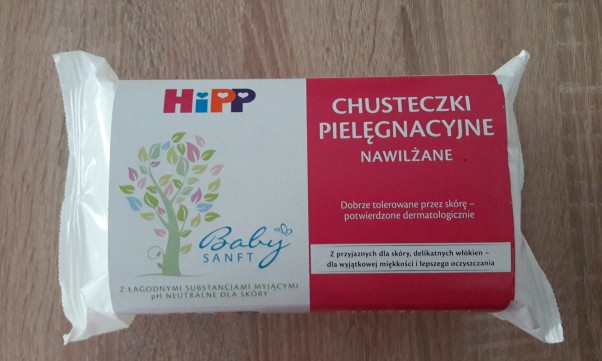 HiPP
Baby
SANFT
Z ŁAGODNYMI SUBSTANCJAMI MYJĄCYMI
pH NEUTRALNE DLA SKÓRY
CHUSTECZKI
PIELĘGNACYJNE
NAWILŻANE
Dobrze tolerowane przez skórę –
potwierdzone dermatologicznie
Z przyjaznych dla skóry, delikatnych włókien –
dla wyjątkowej miękkości i lepszego oczyszczania